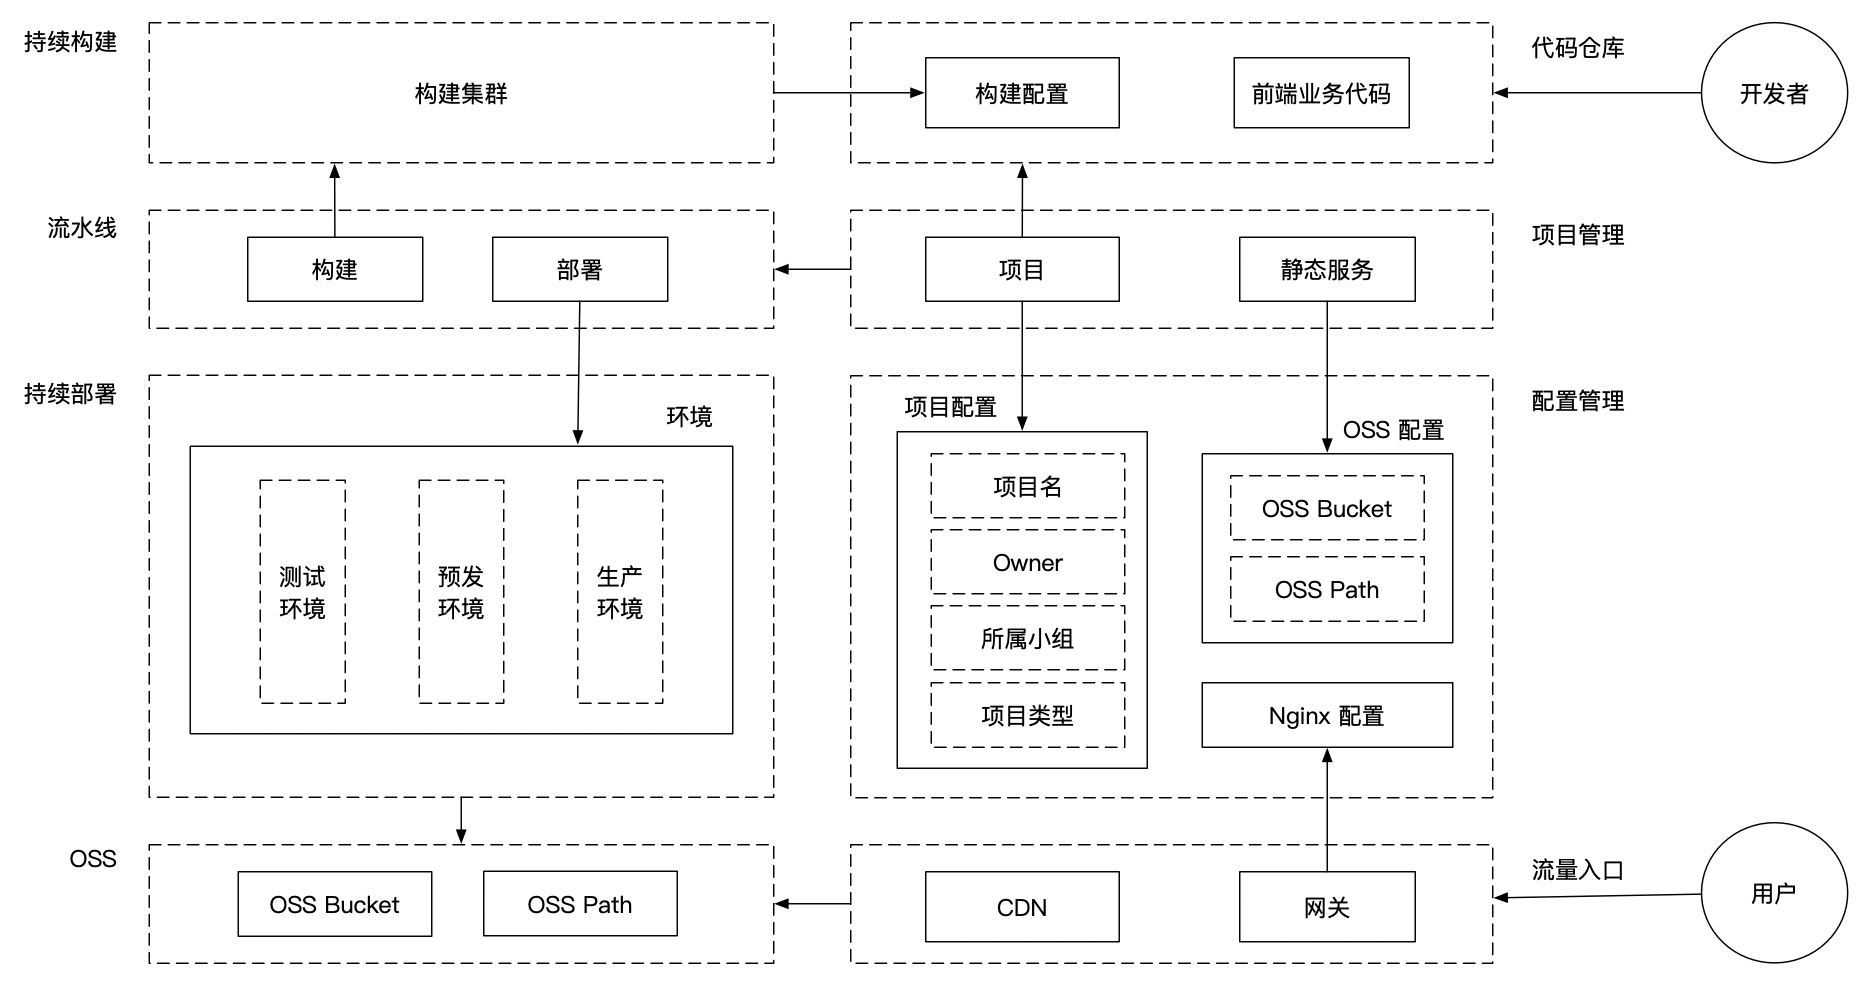 持续构建
构建集群
构建配置
前端业务代码
代码仓库
开发者
流水线
构建
部署
项目
静态服务
项目管理
持续部署
环境
测试
环境
预发
环境
生产
环境
项目配置
项目名
Owner
所属小组
项目类型
OSS 配置
OSS Bucket
OSS Path
Nginx 配置
配置管理
OSS
OSS Bucket
OSS Path
CDN
网关
流量入口
用户